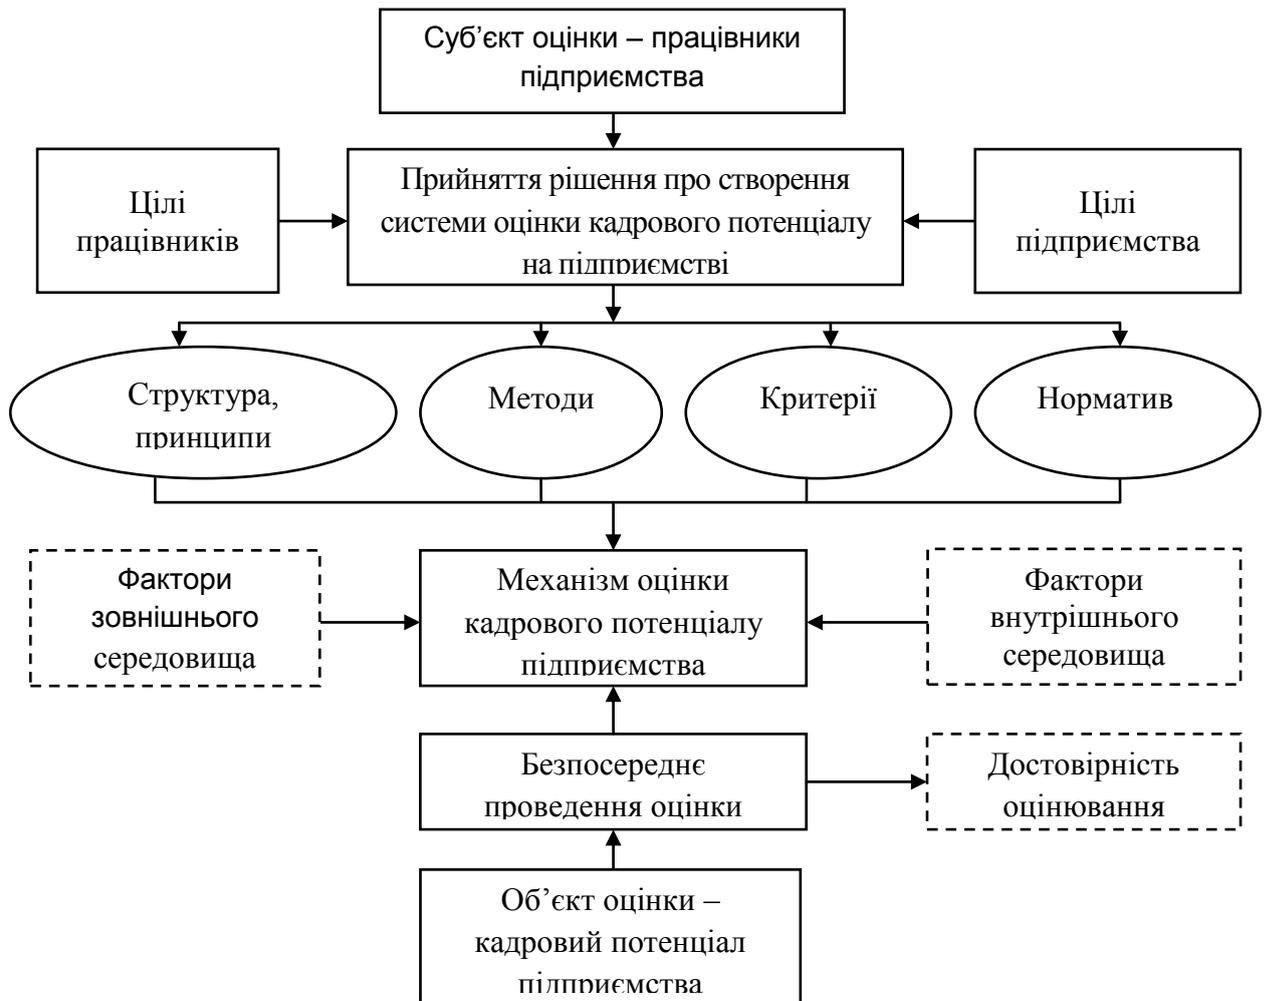 Суб’єкт оцінки – працівники
підприємства
Цілі
працівників
Прийняття рішення про створення
системи оцінки кадрового потенціалу
на підприємстві
Цілі
підприємства
Структура,
принципи
Методи
Критерії
Норматив
Фактори
зовнішнього
середовища
Механізм оцінки
кадрового потенціалу
підприємства
Фактори
внутрішнього
середовища
Безпосереднє
проведення оцінки
Достовірність
оцінювання
Об’єкт оцінки –
кадровий потенціал
підприємства